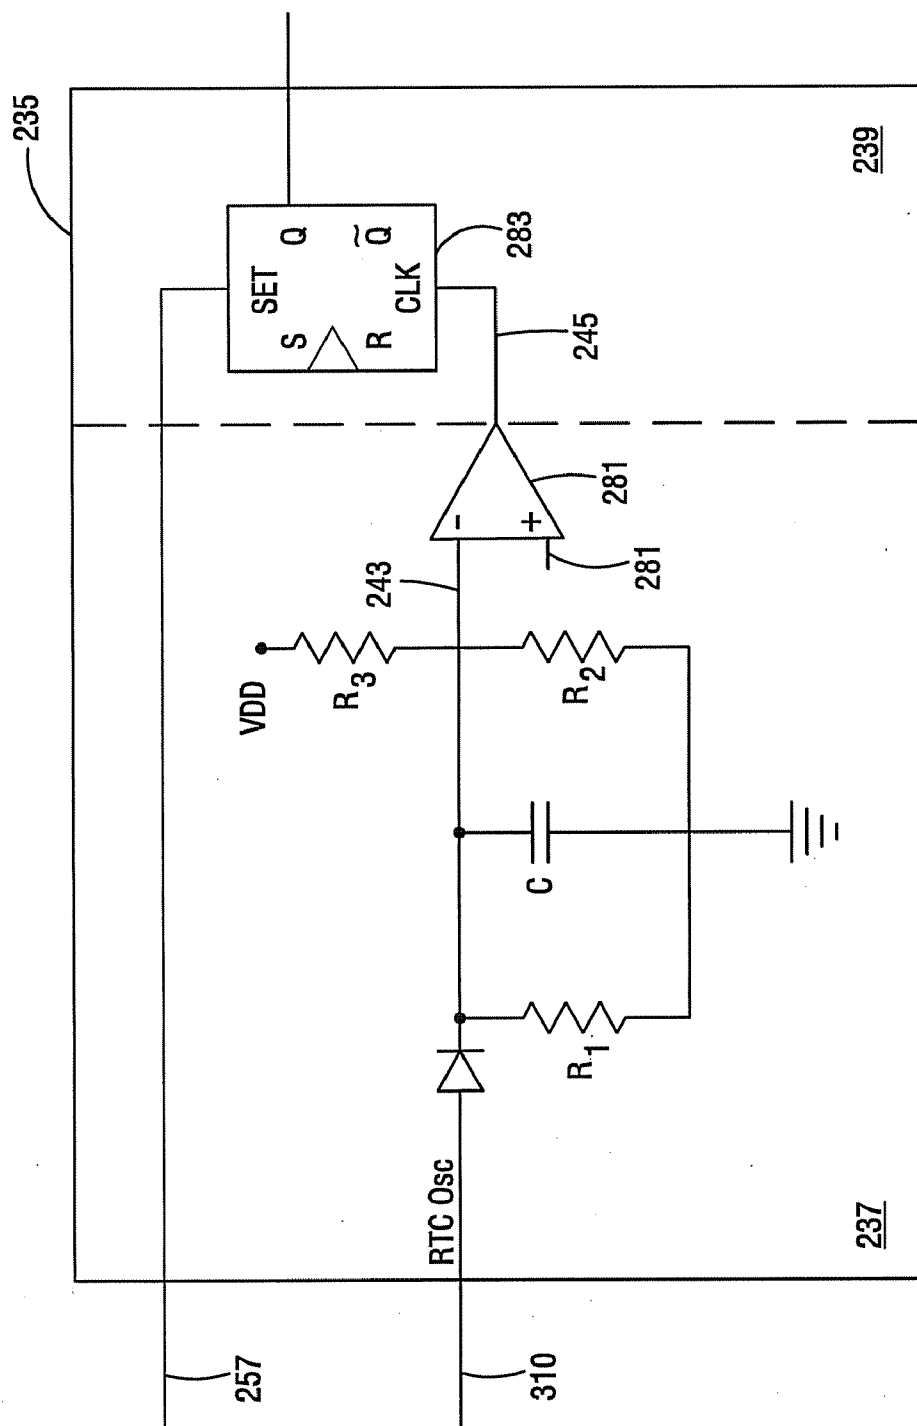 235
257
SET
S
Q
R
Q̃
CLK
283
239
VDD
R3
243
-
+
281
281
245
RTC Osc
310
C
R1
R2
237